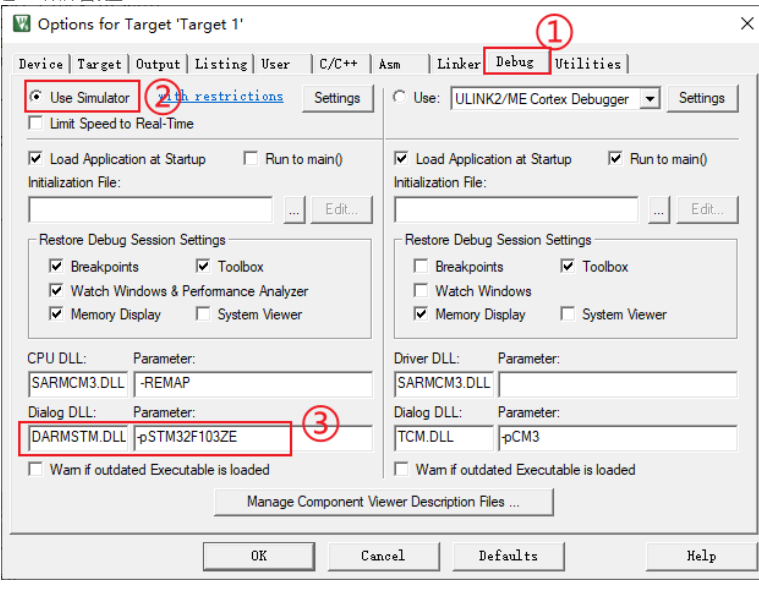 Options for Target 'Target 1'
①
Device Target Output Listing User C/C++ Asm Linker Debug Utilities
Use Simulator ② with restrictions Settings Use: ULINK2/ME Cortex Debugger Settings
Limit Speed to Real-Time
Load Application at Startup Run to main() Load Application at Startup Run to main()
Initialization File: Initialization File:
... Edit... ... Edit...
Restore Debug Session Settings Restore Debug Session Settings
Breakpoints Toolbox Breakpoints Toolbox
Watch Windows & Performance Analyzer Watch Windows
Memory Display System Viewer Memory Display System Viewer
CPU DLL: Parameter: Driver DLL: Parameter:
SARMCM3.DLL -REMAP SARMCM3.DLL
Dialog DLL: Parameter: ③ Dialog DLL: Parameter:
DARMSTM.DLL -pSTM32F103ZE TCM.DLL -pCM3
Warn if outdated Executable is loaded Warn if outdated Executable is loaded
Manage Component Viewer Description Files ...
OK Cancel Defaults Help